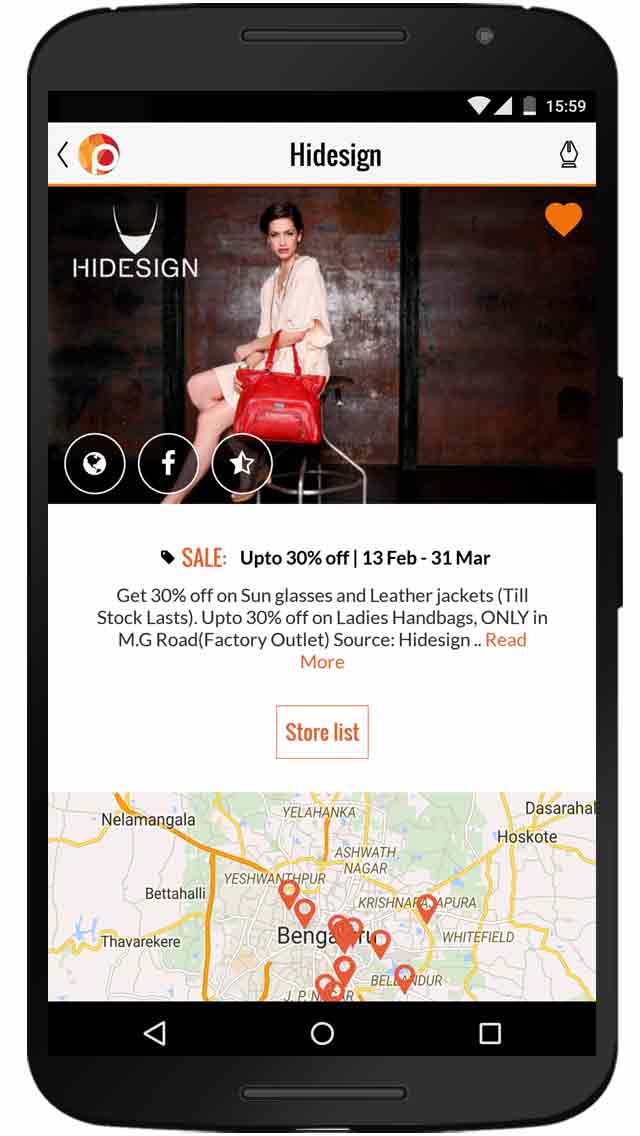 15:59
Hidesign
HIDESIGN
SALE: Upto 30% off | 13 Feb - 31 Mar
Get 30% off on Sun glasses and Leather jackets (Till
Stock Lasts). Upto 30% off on Ladies Handbags, ONLY in
M.G Road(Factory Outlet) Source: Hidesign .. Read
More
Store list
Dasarahal
YELAHANKA
Nelamangala
Hoskote
ASHWATH
NAGAR
YESHWANTHPUR
Bettahalli
KRISHNARAJAPURA
Bengaluru
WHITEFIELD
Thavarekere
BELLANDUR
J. P. NAGAR